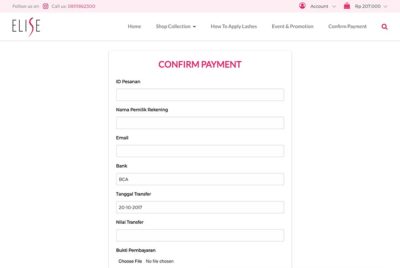 Follow us on
Call us: 0811962300
Account
Rp 207.000
ELISE
Home
Shop Collection
How To Apply Lashes
Event & Promotion
Confirm Payment
CONFIRM PAYMENT
ID Pesanan
Nama Pemilik Rekening
Email
Bank
BCA
Tanggal Transfer
20-10-2017
Nilai Transfer
Bukti Pembayaran
Choose File No file chosen